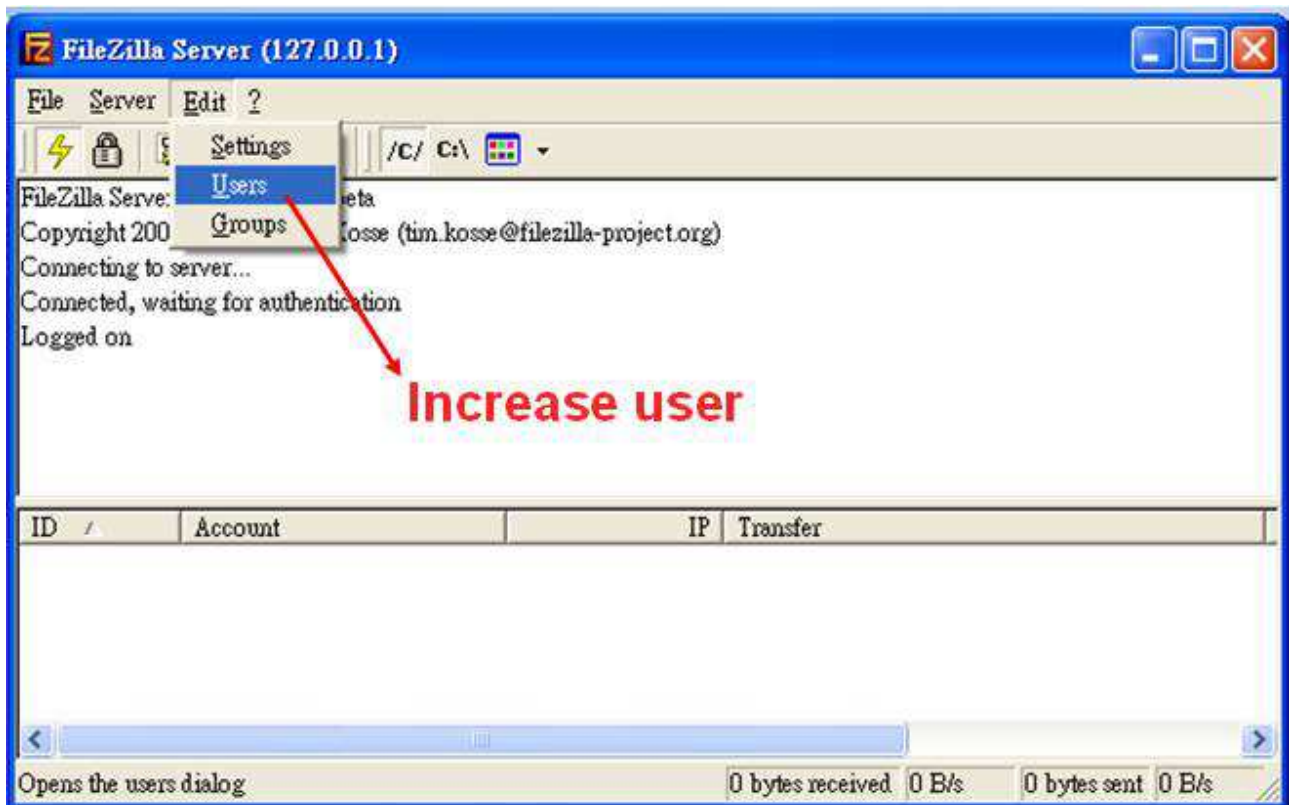 FileZilla Server (127.0.0.1)
File Server Edit ?
Settings
/C/ C:\
Users
FileZilla Serve
Groups
Copyright 200 Kosse (tim.kosse@filezilla-project.org)
Connecting to server...
Connected, waiting for authentication
Logged on
Increase user
ID / Account IP Transfer
Opens the users dialog 0 bytes received 0 B/s 0 bytes sent 0 B/s